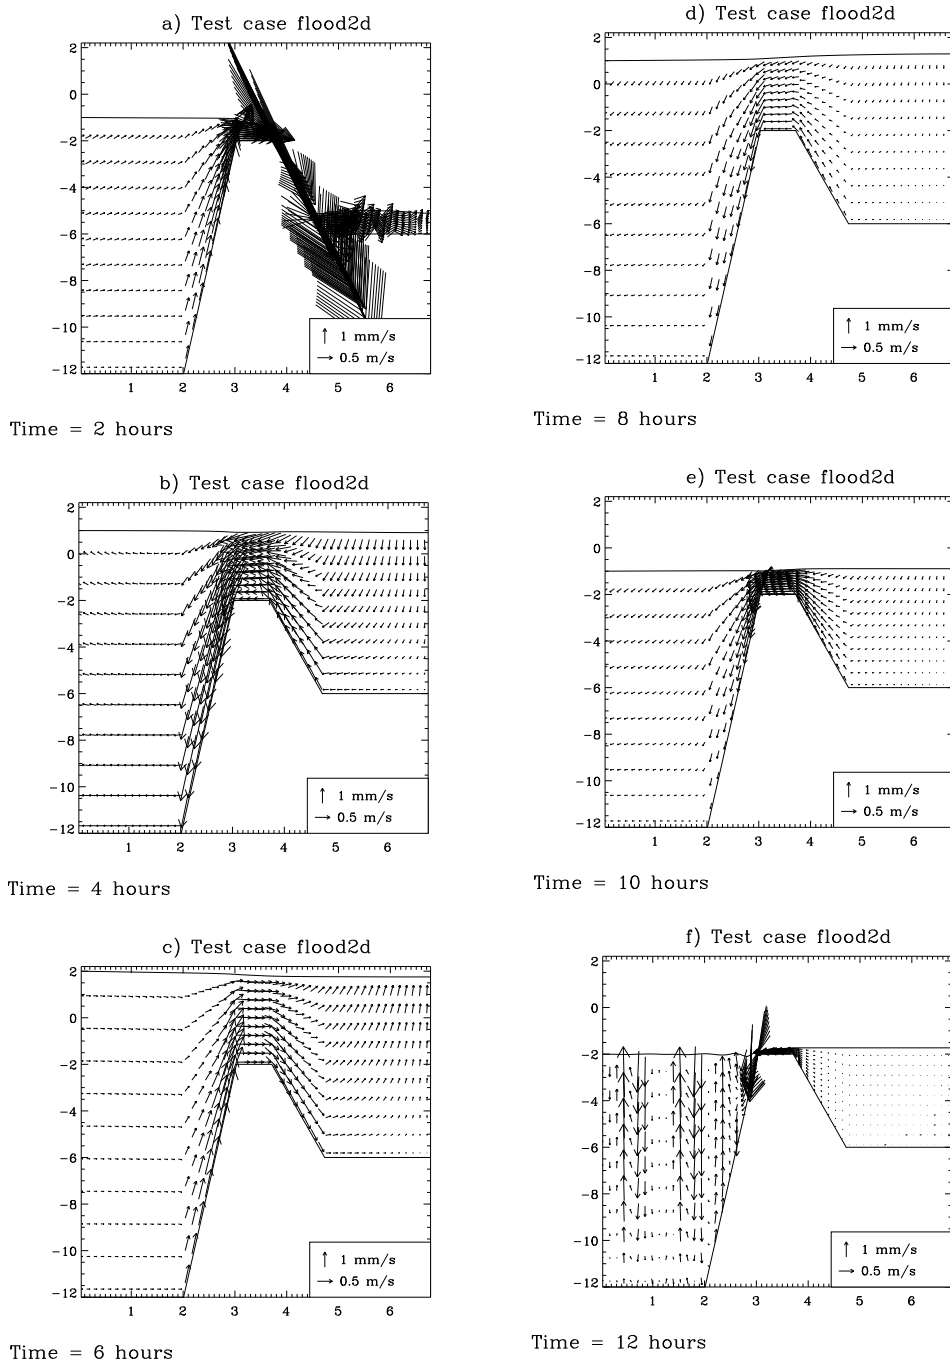 a) Test case flood2d
2
0
−2
−4
−6
−8
−10
−12
1 2 3 4 5 6
1 mm/s
0.5 m/s
Time = 2 hours
b) Test case flood2d
2
0
−2
−4
−6
−8
−10
−12
1 2 3 4 5 6
1 mm/s
0.5 m/s
Time = 4 hours
c) Test case flood2d
2
0
−2
−4
−6
−8
−10
−12
1 2 3 4 5 6
1 mm/s
0.5 m/s
Time = 6 hours
d) Test case flood2d
2
0
−2
−4
−6
−8
−10
−12
1 2 3 4 5 6
1 mm/s
0.5 m/s
Time = 8 hours
e) Test case flood2d
2
0
−2
−4
−6
−8
−10
−12
1 2 3 4 5 6
1 mm/s
0.5 m/s
Time = 10 hours
f) Test case flood2d
2
0
−2
−4
−6
−8
−10
−12
1 2 3 4 5 6
1 mm/s
0.5 m/s
Time = 12 hours